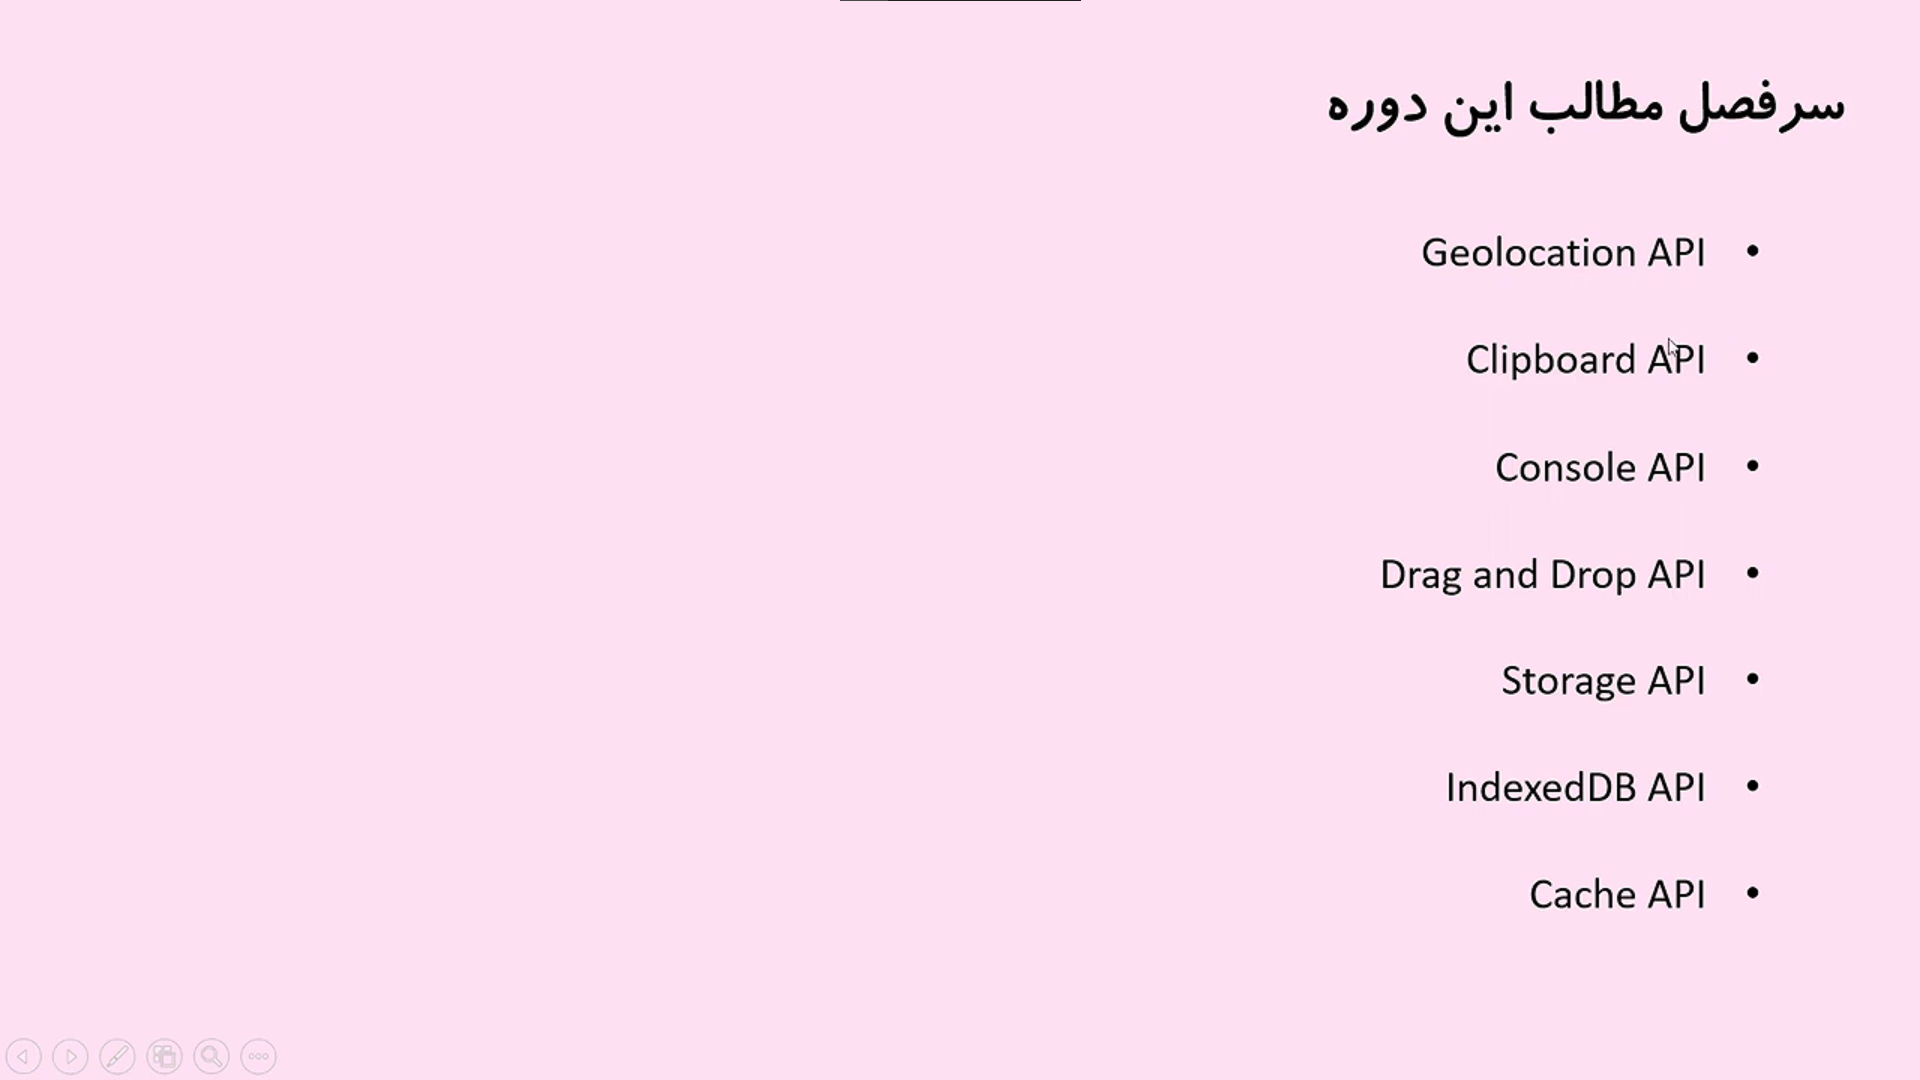 سرفصل مطالب این دوره
• Geolocation API
• Clipboard API
• Console API
• Drag and Drop API
• Storage API
• IndexedDB API
• Cache API